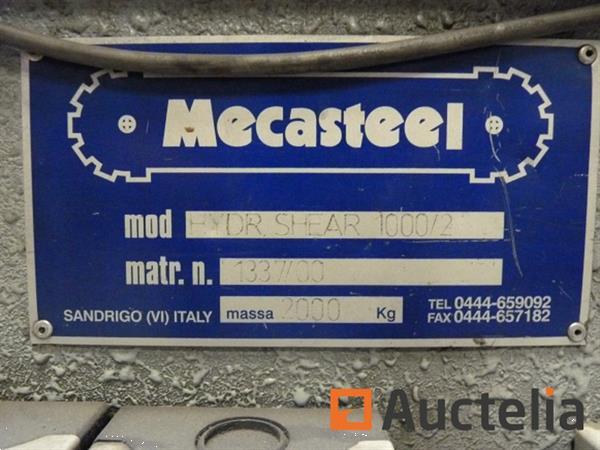 Mecasteel
mod HYDR. SHEAR 1000/2
matr. n. 1337/00
SANDRIGO (VI) ITALY massa 2000 Kg TEL 0444-659092
FAX 0444-657182
Auctelia